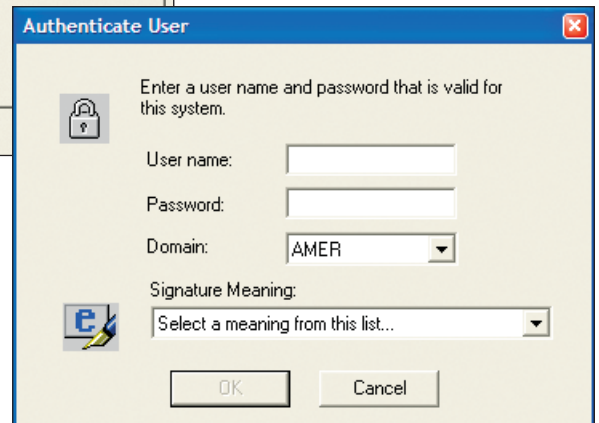 Authenticate User
Enter a user name and password that is valid for
this system.
User name:
Password:
Domain:
AMER
Signature Meaning:
Select a meaning from this list...
OK
Cancel